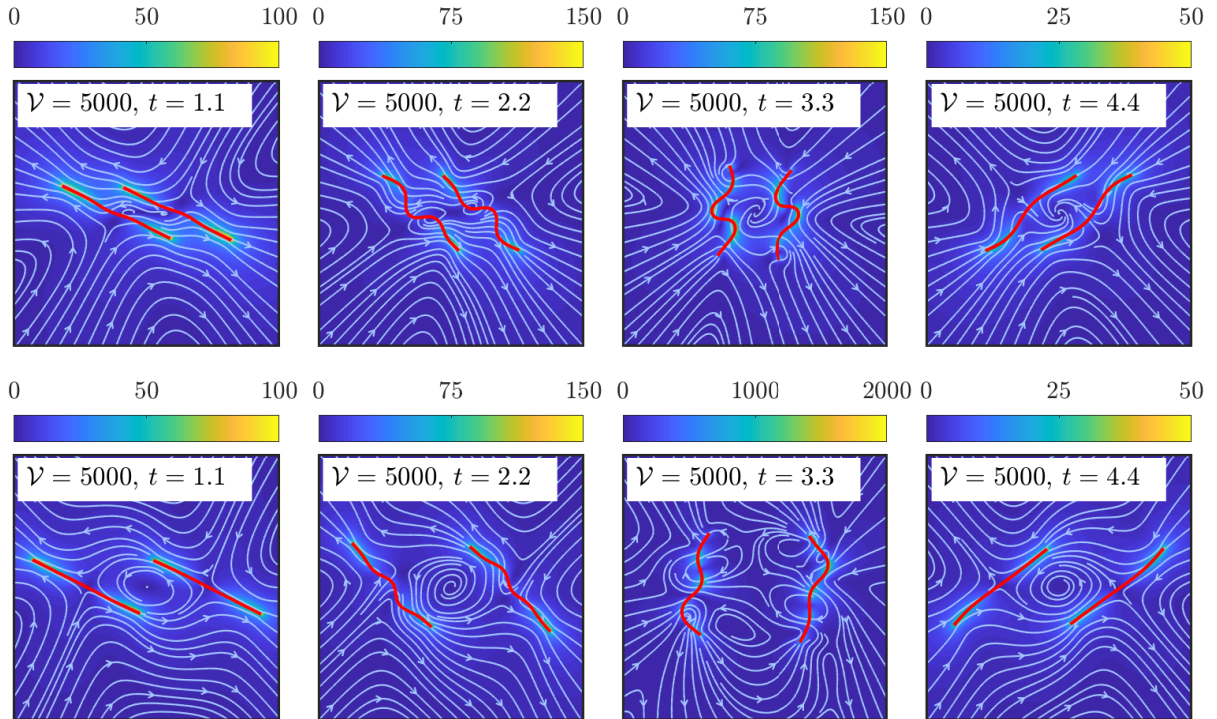 0 50 100 0 75 150 0 75 150 0 25 50
𝒱 = 5000, t = 1.1 𝒱 = 5000, t = 2.2 𝒱 = 5000, t = 3.3 𝒱 = 5000, t = 4.4
0 50 100 0 75 150 0 1000 2000 0 25 50
𝒱 = 5000, t = 1.1 𝒱 = 5000, t = 2.2 𝒱 = 5000, t = 3.3 𝒱 = 5000, t = 4.4